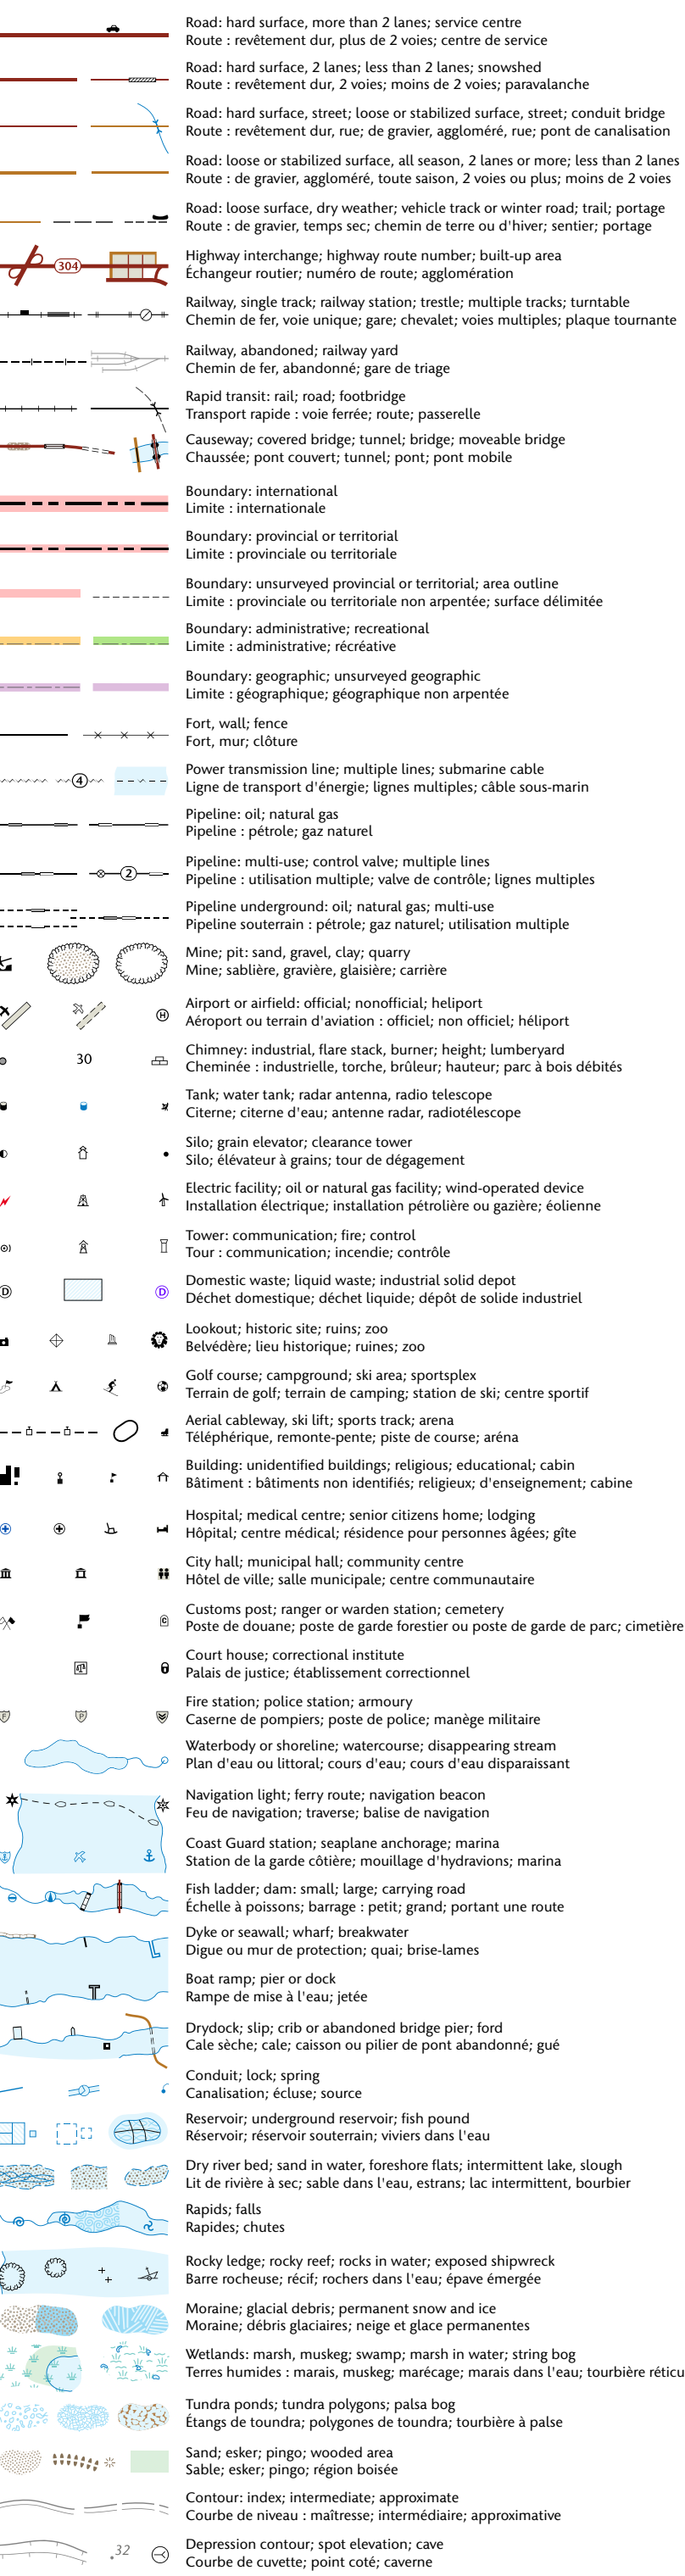 Road: hard surface, more than 2 lanes; service centre
Route : revêtement dur, plus de 2 voies; centre de service
Road: hard surface, 2 lanes; less than 2 lanes; snowshed
Route : revêtement dur, 2 voies; moins de 2 voies; paravalanche
Road: hard surface, street; loose or stabilized surface, street; conduit bridge
Route : revêtement dur, rue; de gravier, aggloméré, rue; pont de canalisation
Road: loose or stabilized surface, all season, 2 lanes or more; less than 2 lanes
Route : de gravier, aggloméré, toute saison, 2 voies ou plus; moins de 2 voies
Road: loose surface, dry weather; vehicle track or winter road; trail; portage
Route : de gravier, temps sec; chemin de terre ou d'hiver; sentier; portage
Highway interchange; highway route number; built-up area
304
Échangeur routier; numéro de route; agglomération
Railway, single track; railway station; trestle; multiple tracks; turntable
Chemin de fer, voie unique; gare; chevalet; voies multiples; plaque tournante
Railway, abandoned; railway yard
Chemin de fer, abandonné; gare de triage
Rapid transit: rail; road; footbridge
Transport rapide : voie ferrée; route; passerelle
Causeway; covered bridge; tunnel; bridge; moveable bridge
Chaussée; pont couvert; tunnel; pont; pont mobile
Boundary: international
Limite : internationale
Boundary: provincial or territorial
Limite : provinciale ou territoriale
Boundary: unsurveyed provincial or territorial; area outline
Limite : provinciale ou territoriale non arpentée; surface délimitée
Boundary: administrative; recreational
Limite : administrative; récréative
Boundary: geographic; unsurveyed geographic
Limite : géographique; géographique non arpentée
Fort, wall; fence
Fort, mur; clôture
Power transmission line; multiple lines; submarine cable
4
Ligne de transport d'énergie; lignes multiples; câble sous-marin
Pipeline: oil; natural gas
Pipeline : pétrole; gaz naturel
Pipeline: multi-use; control valve; multiple lines
2
Pipeline : utilisation multiple; valve de contrôle; lignes multiples
Pipeline underground: oil; natural gas; multi-use
Pipeline souterrain : pétrole; gaz naturel; utilisation multiple
Mine; pit: sand, gravel, clay; quarry
Mine; sablière, gravière, glaisière; carrière
Airport or airfield: official; nonofficial; heliport
H
Aéroport ou terrain d'aviation : officiel; non officiel; héliport
Chimney: industrial, flare stack, burner; height; lumberyard
30
Cheminée : industrielle, torche, brûleur; hauteur; parc à bois débités
Tank; water tank; radar antenna, radio telescope
Citerne; citerne d'eau; antenne radar, radiotélescope
Silo; grain elevator; clearance tower
Silo; élévateur à grains; tour de dégagement
Electric facility; oil or natural gas facility; wind-operated device
Installation électrique; installation pétrolière ou gazière; éolienne
Tower: communication; fire; control
Tour : communication; incendie; contrôle
Domestic waste; liquid waste; industrial solid depot
D D
Déchet domestique; déchet liquide; dépôt de solide industriel
Lookout; historic site; ruins; zoo
Belvédère; lieu historique; ruines; zoo
Golf course; campground; ski area; sportsplex
Terrain de golf; terrain de camping; station de ski; centre sportif
Aerial cableway, ski lift; sports track; arena
Téléphérique, remonte-pente; piste de course; aréna
Building: unidentified buildings; religious; educational; cabin
Bâtiment : bâtiments non identifiés; religieux; d'enseignement; cabine
Hospital; medical centre; senior citizens home; lodging
Hôpital; centre médical; résidence pour personnes âgées; gîte
City hall; municipal hall; community centre
Hôtel de ville; salle municipale; centre communautaire
Customs post; ranger or warden station; cemetery
C
Poste de douane; poste de garde forestier ou poste de garde de parc; cimetière
Court house; correctional institute
Palais de justice; établissement correctionnel
Fire station; police station; armoury
F P
Caserne de pompiers; poste de police; manège militaire
Waterbody or shoreline; watercourse; disappearing stream
Plan d'eau ou littoral; cours d'eau; cours d'eau disparaissant
Navigation light; ferry route; navigation beacon
Feu de navigation; traverse; balise de navigation
Coast Guard station; seaplane anchorage; marina
Station de la garde côtière; mouillage d'hydravions; marina
Fish ladder; dam: small; large; carrying road
Échelle à poissons; barrage : petit; grand; portant une route
Dyke or seawall; wharf; breakwater
Digue ou mur de protection; quai; brise-lames
Boat ramp; pier or dock
Rampe de mise à l'eau; jetée
Drydock; slip; crib or abandoned bridge pier; ford
Cale sèche; cale; caisson ou pilier de pont abandonné; gué
Conduit; lock; spring
Canalisation; écluse; source
Reservoir; underground reservoir; fish pound
Réservoir; réservoir souterrain; viviers dans l'eau
Dry river bed; sand in water, foreshore flats; intermittent lake, slough
Lit de rivière à sec; sable dans l'eau, estrans; lac intermittent, bourbier
Rapids; falls
Rapides; chutes
Rocky ledge; rocky reef; rocks in water; exposed shipwreck
Barre rocheuse; récif; rochers dans l'eau; épave émergée
Moraine; glacial debris; permanent snow and ice
Moraine; débris glaciaires; neige et glace permanentes
Wetlands: marsh, muskeg; swamp; marsh in water; string bog
Terres humides : marais, muskeg; marécage; marais dans l'eau; tourbière réticu
Tundra ponds; tundra polygons; palsa bog
Étangs de toundra; polygones de toundra; tourbière à palse
Sand; esker; pingo; wooded area
Sable; esker; pingo; région boisée
Contour: index; intermediate; approximate
Courbe de niveau : maîtresse; intermédiaire; approximative
Depression contour; spot elevation; cave
.32
Courbe de cuvette; point coté; caverne